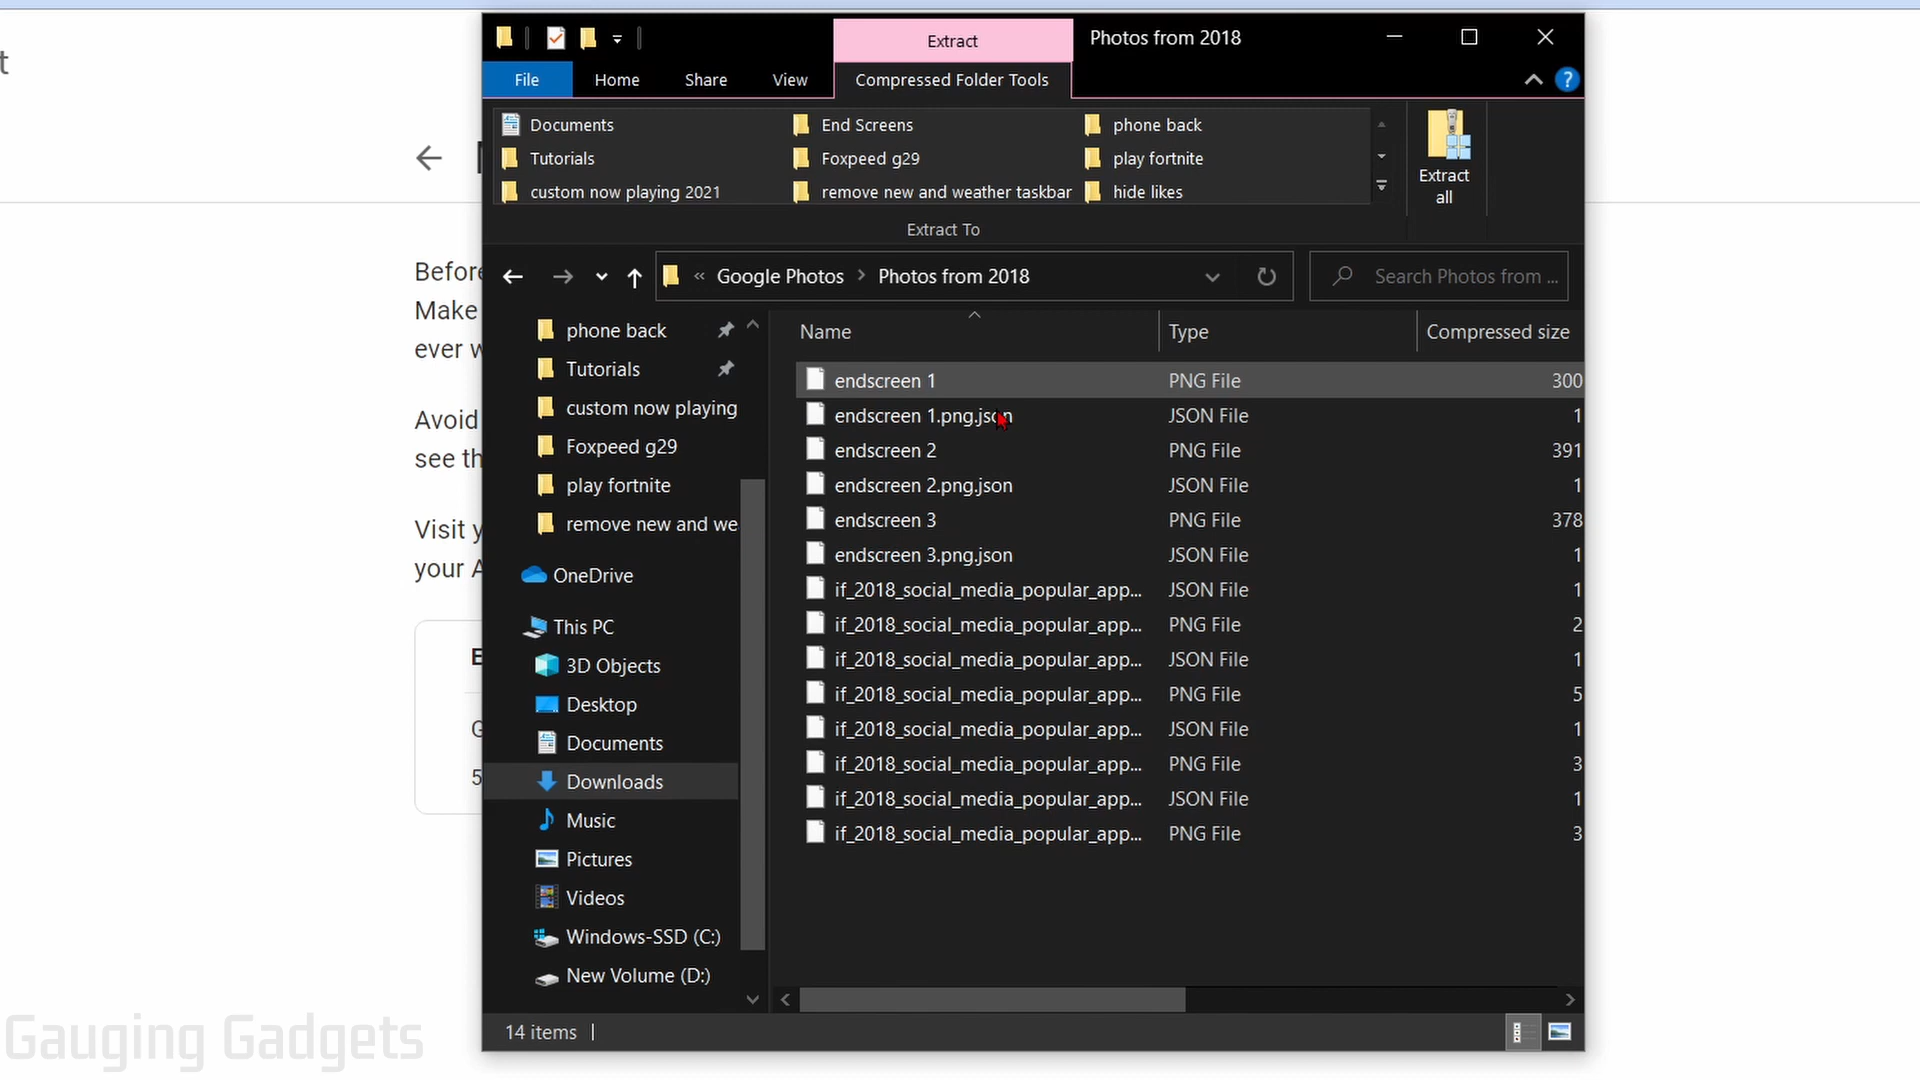 t
Extract
Photos from 2018
File
Home
Share
View
Compressed Folder Tools
?
Documents
End Screens
phone back
Tutorials
Foxpeed g29
play fortnite
custom now playing 2021
remove new and weather taskbar
hide likes
Extract all
Extract To
« Google Photos > Photos from 2018
Search Photos from ...
Before
Make
ever w
Avoid
see th
Visit y
your A
phone back
Tutorials
custom now playing
Foxpeed g29
play fortnite
remove new and we
OneDrive
This PC
3D Objects
Desktop
Documents
Downloads
Music
Pictures
Videos
Windows-SSD (C:)
New Volume (D:)
Name Type Compressed size
endscreen 1 PNG File 300
endscreen 1.png.json JSON File 1
endscreen 2 PNG File 391
endscreen 2.png.json JSON File 1
endscreen 3 PNG File 378
endscreen 3.png.json JSON File 1
if_2018_social_media_popular_app... JSON File 1
if_2018_social_media_popular_app... PNG File 2
if_2018_social_media_popular_app... JSON File 1
if_2018_social_media_popular_app... PNG File 5
if_2018_social_media_popular_app... JSON File 1
if_2018_social_media_popular_app... PNG File 3
if_2018_social_media_popular_app... JSON File 1
if_2018_social_media_popular_app... PNG File 3
14 items
Gauging Gadgets